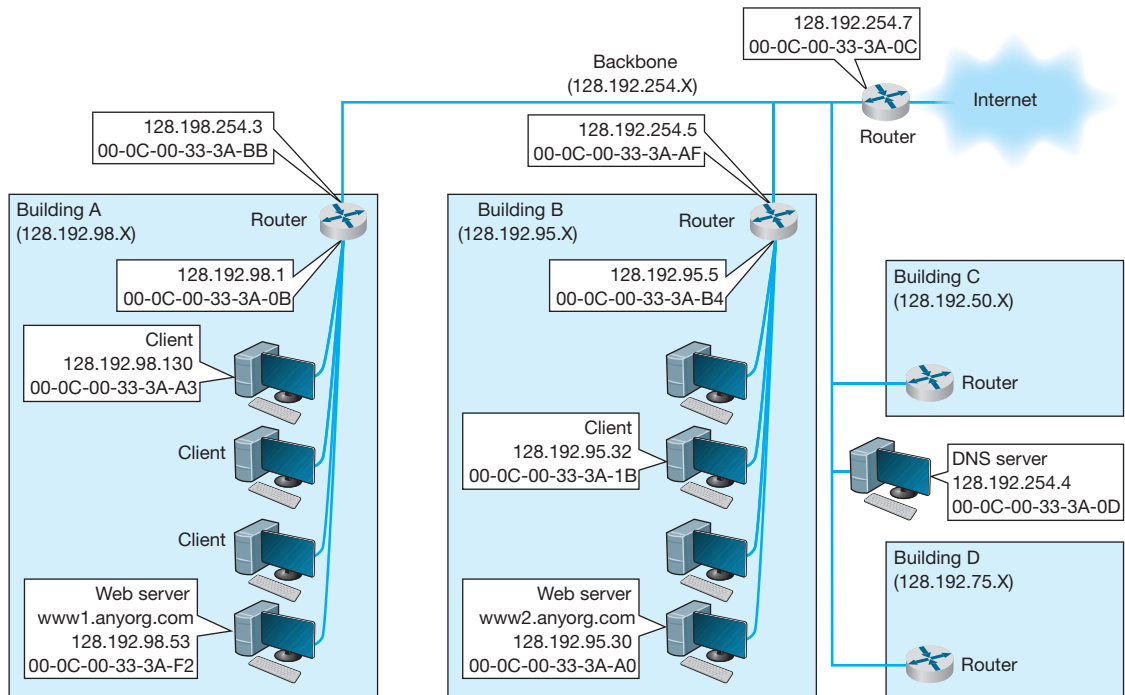 128.192.254.7
00-0C-00-33-3A-0C
Backbone
(128.192.254.X)
Internet
Router
128.198.254.3
00-0C-00-33-3A-BB
128.192.254.5
00-0C-00-33-3A-AF
Building A
(128.192.98.X)
Router
128.192.98.1
00-0C-00-33-3A-0B
Client
128.192.98.130
00-0C-00-33-3A-A3
Client
Client
Web server
www1.anyorg.com
128.192.98.53
00-0C-00-33-3A-F2
Building B
(128.192.95.X)
Router
128.192.95.5
00-0C-00-33-3A-B4
Client
128.192.95.32
00-0C-00-33-3A-1B
Web server
www2.anyorg.com
128.192.95.30
00-0C-00-33-3A-A0
Building C
(128.192.50.X)
Router
DNS server
128.192.254.4
00-0C-00-33-3A-0D
Building D
(128.192.75.X)
Router